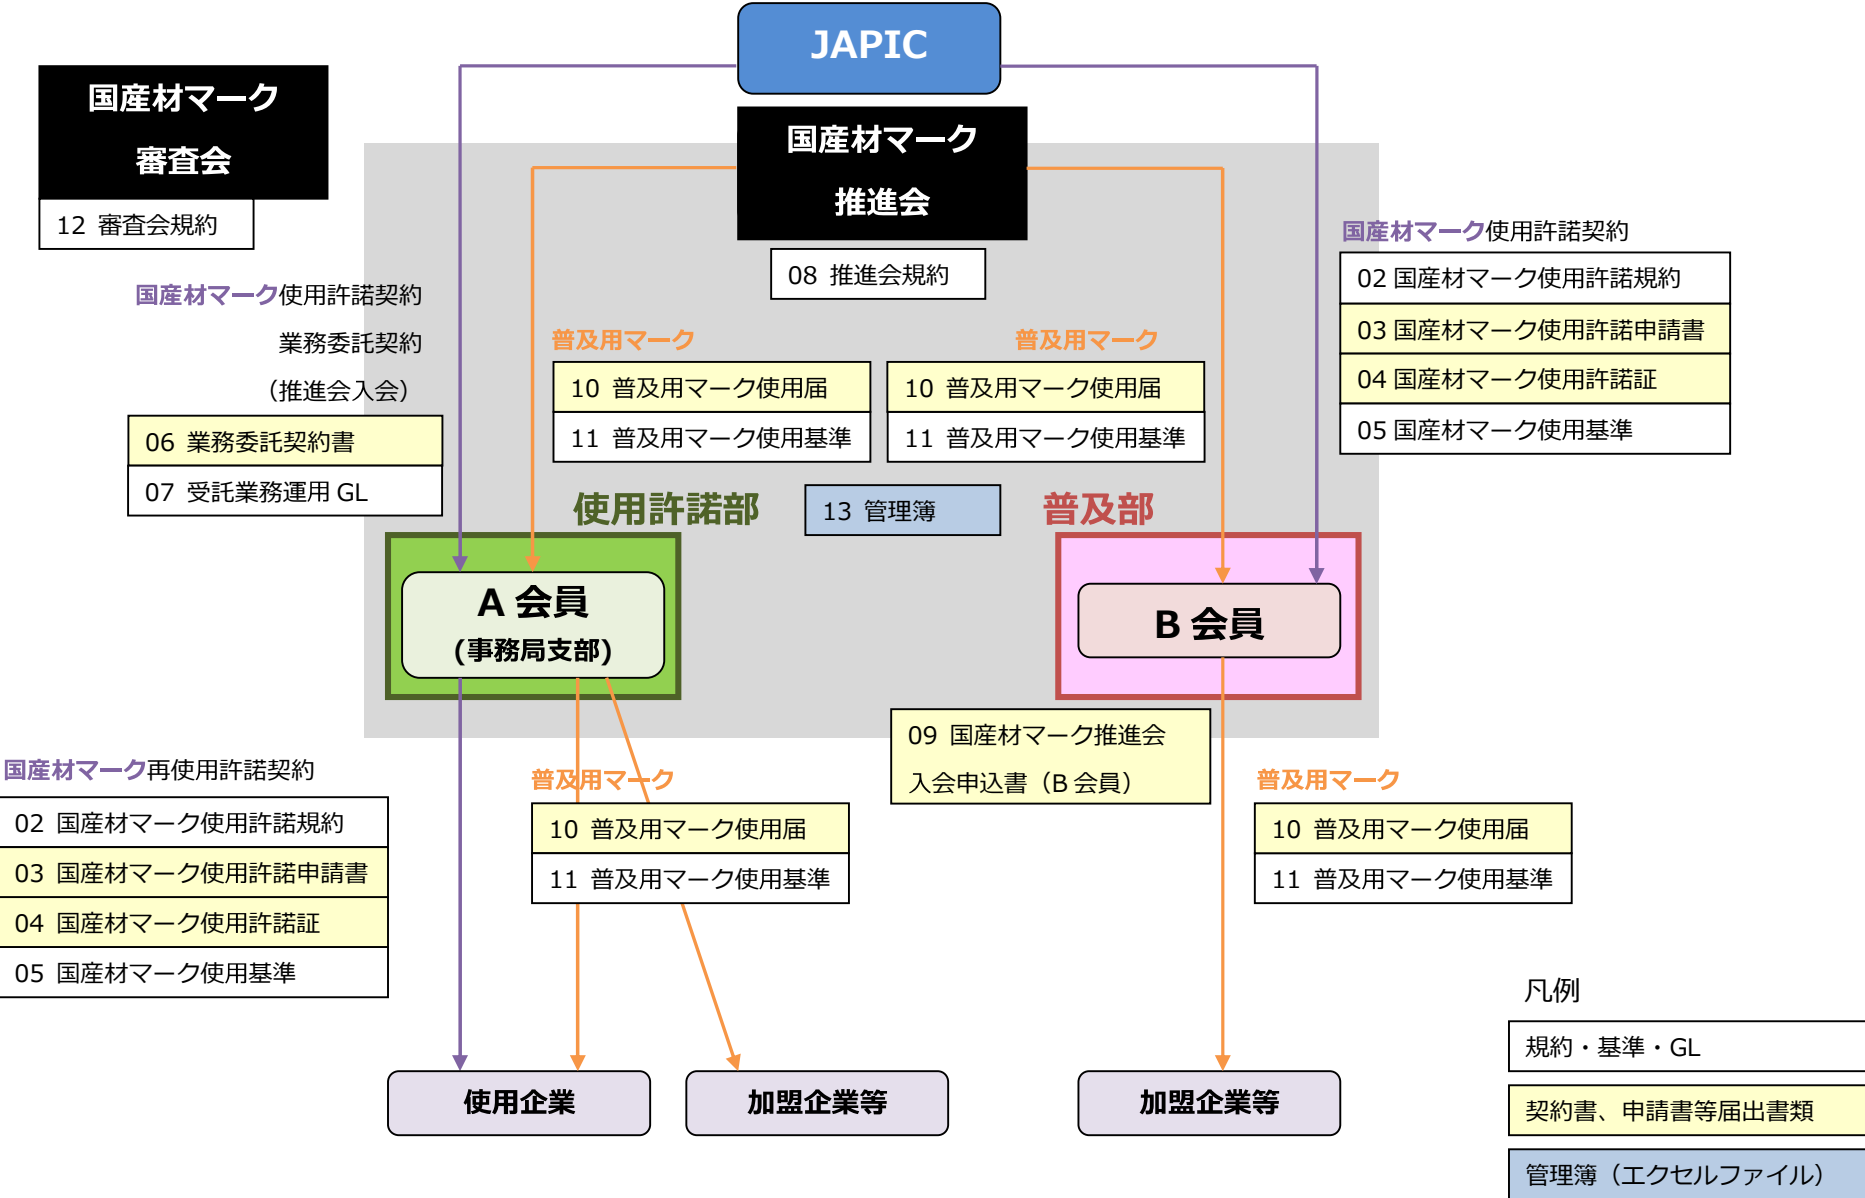 JAPIC
国産材マーク
審査会
12 審査会規約
国産材マーク
推進会
08 推進会規約
国産材マーク使用許諾契約
02 国産材マーク使用許諾規約
03 国産材マーク使用許諾申請書
04 国産材マーク使用許諾証
05 国産材マーク使用基準
国産材マーク使用許諾契約
業務委託契約
（推進会入会）
06 業務委託契約書
07 受託業務運用 GL
普及用マーク
10 普及用マーク使用届
11 普及用マーク使用基準
普及用マーク
10 普及用マーク使用届
11 普及用マーク使用基準
使用許諾部
13 管理簿
普及部
A 会員
(事務局支部)
B 会員
09 国産材マーク推進会
入会申込書（B 会員）
国産材マーク再使用許諾契約
02 国産材マーク使用許諾規約
03 国産材マーク使用許諾申請書
04 国産材マーク使用許諾証
05 国産材マーク使用基準
普及用マーク
10 普及用マーク使用届
11 普及用マーク使用基準
普及用マーク
10 普及用マーク使用届
11 普及用マーク使用基準
使用企業
加盟企業等
加盟企業等
凡例
規約・基準・GL
契約書、申請書等届出書類
管理簿（エクセルファイル）